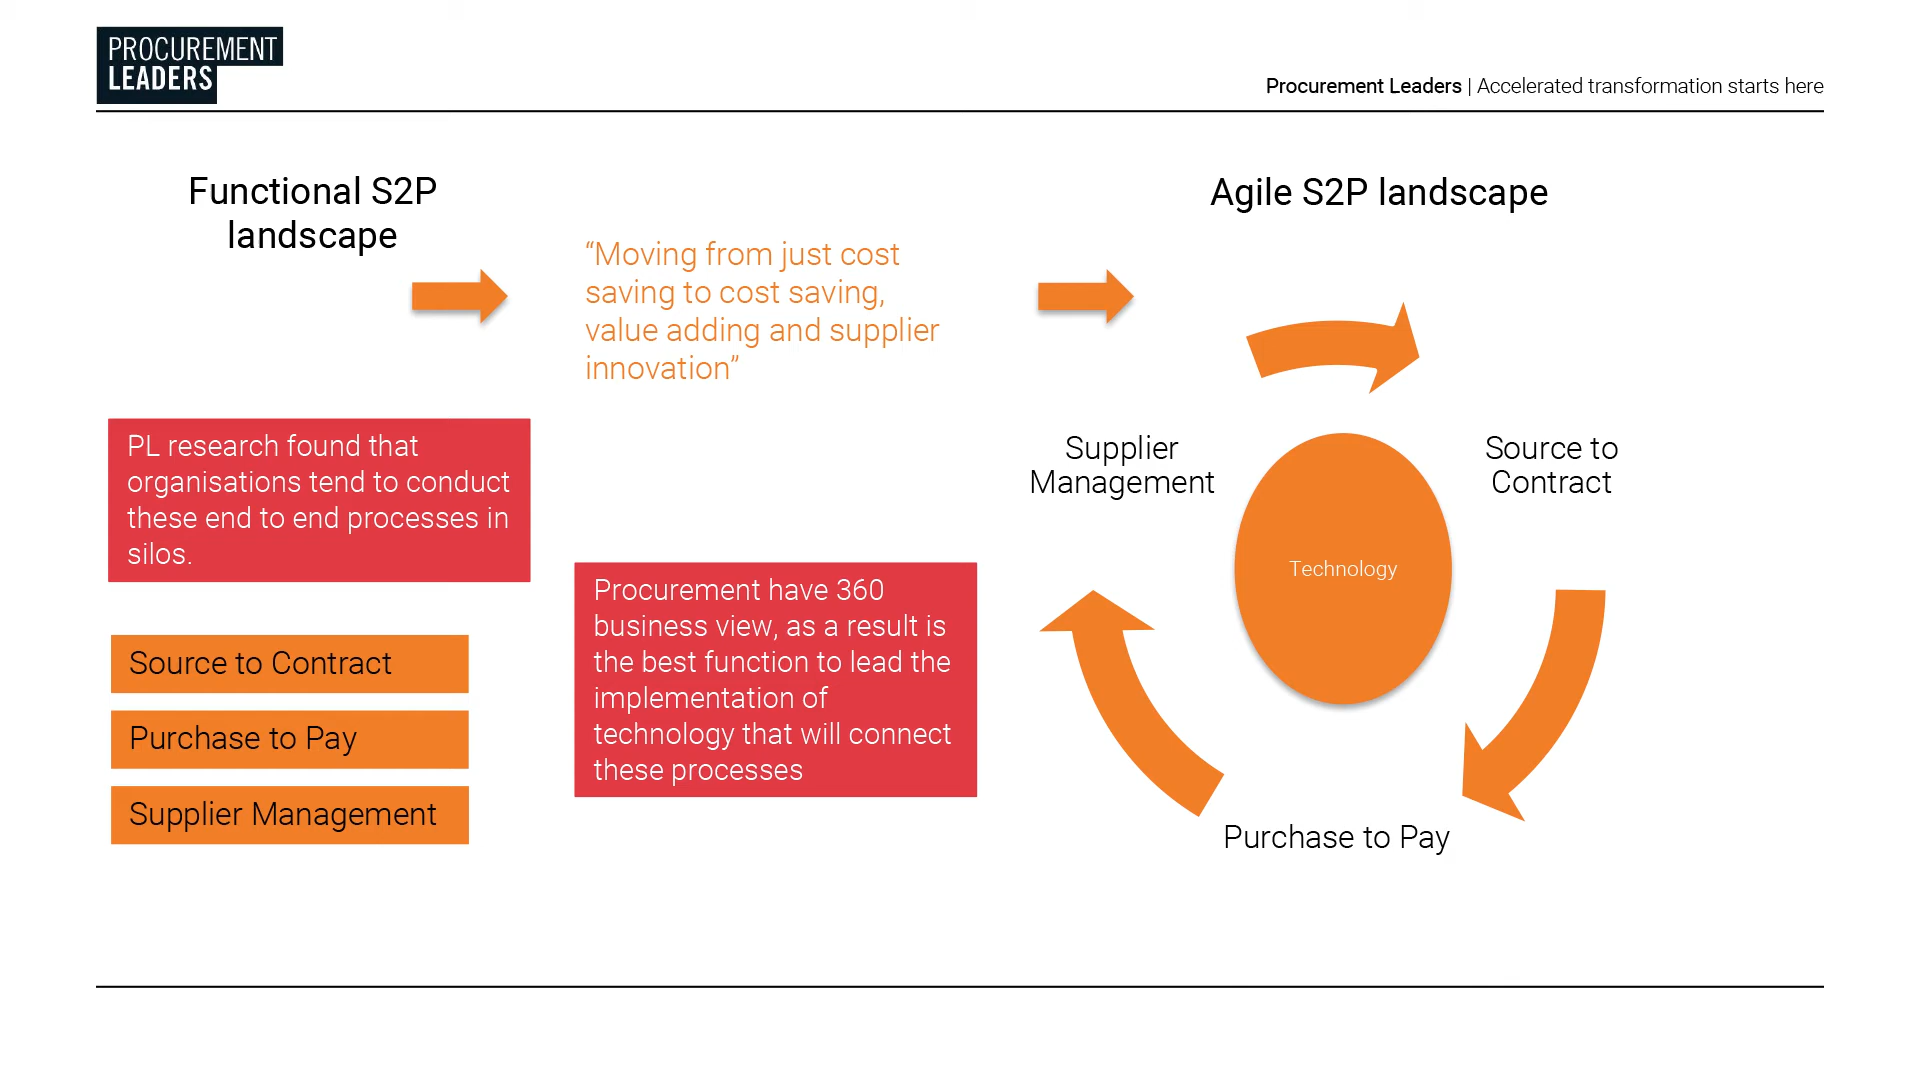 PROCUREMENT
LEADERS
Procurement Leaders | Accelerated transformation starts here
Functional S2P
landscape
“Moving from just cost
saving to cost saving,
value adding and supplier
innovation”
Agile S2P landscape
PL research found that
organisations tend to conduct
these end to end processes in
silos.
Source to Contract
Purchase to Pay
Supplier Management
Procurement have 360
business view, as a result is
the best function to lead the
implementation of
technology that will connect
these processes
Supplier
Management
Source to
Contract
Technology
Purchase to Pay